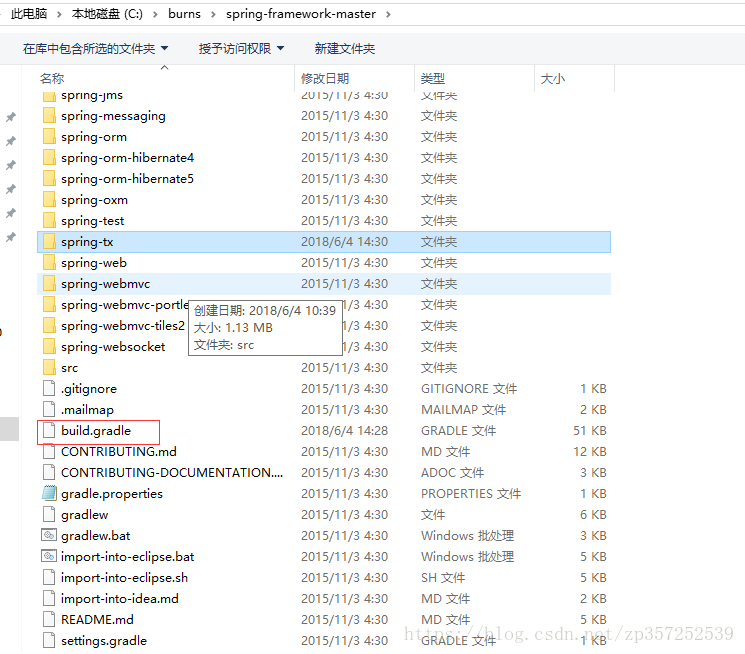 此电脑 › 本地磁盘 (C:) › burns › spring-framework-master ›
在库中包含所选的文件夹 授予访问权限 新建文件夹
名称 修改日期 类型 大小
spring-jms 2015/11/3 4:30 文件夹
spring-messaging 2015/11/3 4:30 文件夹
spring-orm 2015/11/3 4:30 文件夹
spring-orm-hibernate4 2015/11/3 4:30 文件夹
spring-orm-hibernate5 2015/11/3 4:30 文件夹
spring-oxm 2015/11/3 4:30 文件夹
spring-test 2015/11/3 4:30 文件夹
spring-tx 2018/6/4 14:30 文件夹
spring-web 2015/11/3 4:30 文件夹
spring-webmvc 2015/11/3 4:30 文件夹
spring-webmvc-portle /11/3 4:30 文件夹
创建日期: 2018/6/4 10:39
spring-webmvc-tiles2 /11/3 4:30 文件夹
大小: 1.13 MB
spring-websocket /11/3 4:30 文件夹
文件夹: src
src 2015/11/3 4:30 文件夹
.gitignore 2015/11/3 4:30 GITIGNORE 文件 1 KB
.mailmap 2015/11/3 4:30 MAILMAP 文件 2 KB
build.gradle 2018/6/4 14:28 GRADLE 文件 51 KB
CONTRIBUTING.md 2015/11/3 4:30 MD 文件 12 KB
CONTRIBUTING-DOCUMENTATION.... 2015/11/3 4:30 ADOC 文件 3 KB
gradle.properties 2015/11/3 4:30 PROPERTIES 文件 1 KB
gradlew 2015/11/3 4:30 文件 6 KB
gradlew.bat 2015/11/3 4:30 Windows 批处理 3 KB
import-into-eclipse.bat 2015/11/3 4:30 Windows 批处理 5 KB
import-into-eclipse.sh 2015/11/3 4:30 SH 文件 5 KB
import-into-idea.md 2015/11/3 4:30 MD 文件 2 KB
README.md 2015/11/3 4:30 MD 文件 5 KB
settings.gradle 2015/11/3 4:30 GRADLE 文件 1 KB
https://blog.csdn.net/zp357252539